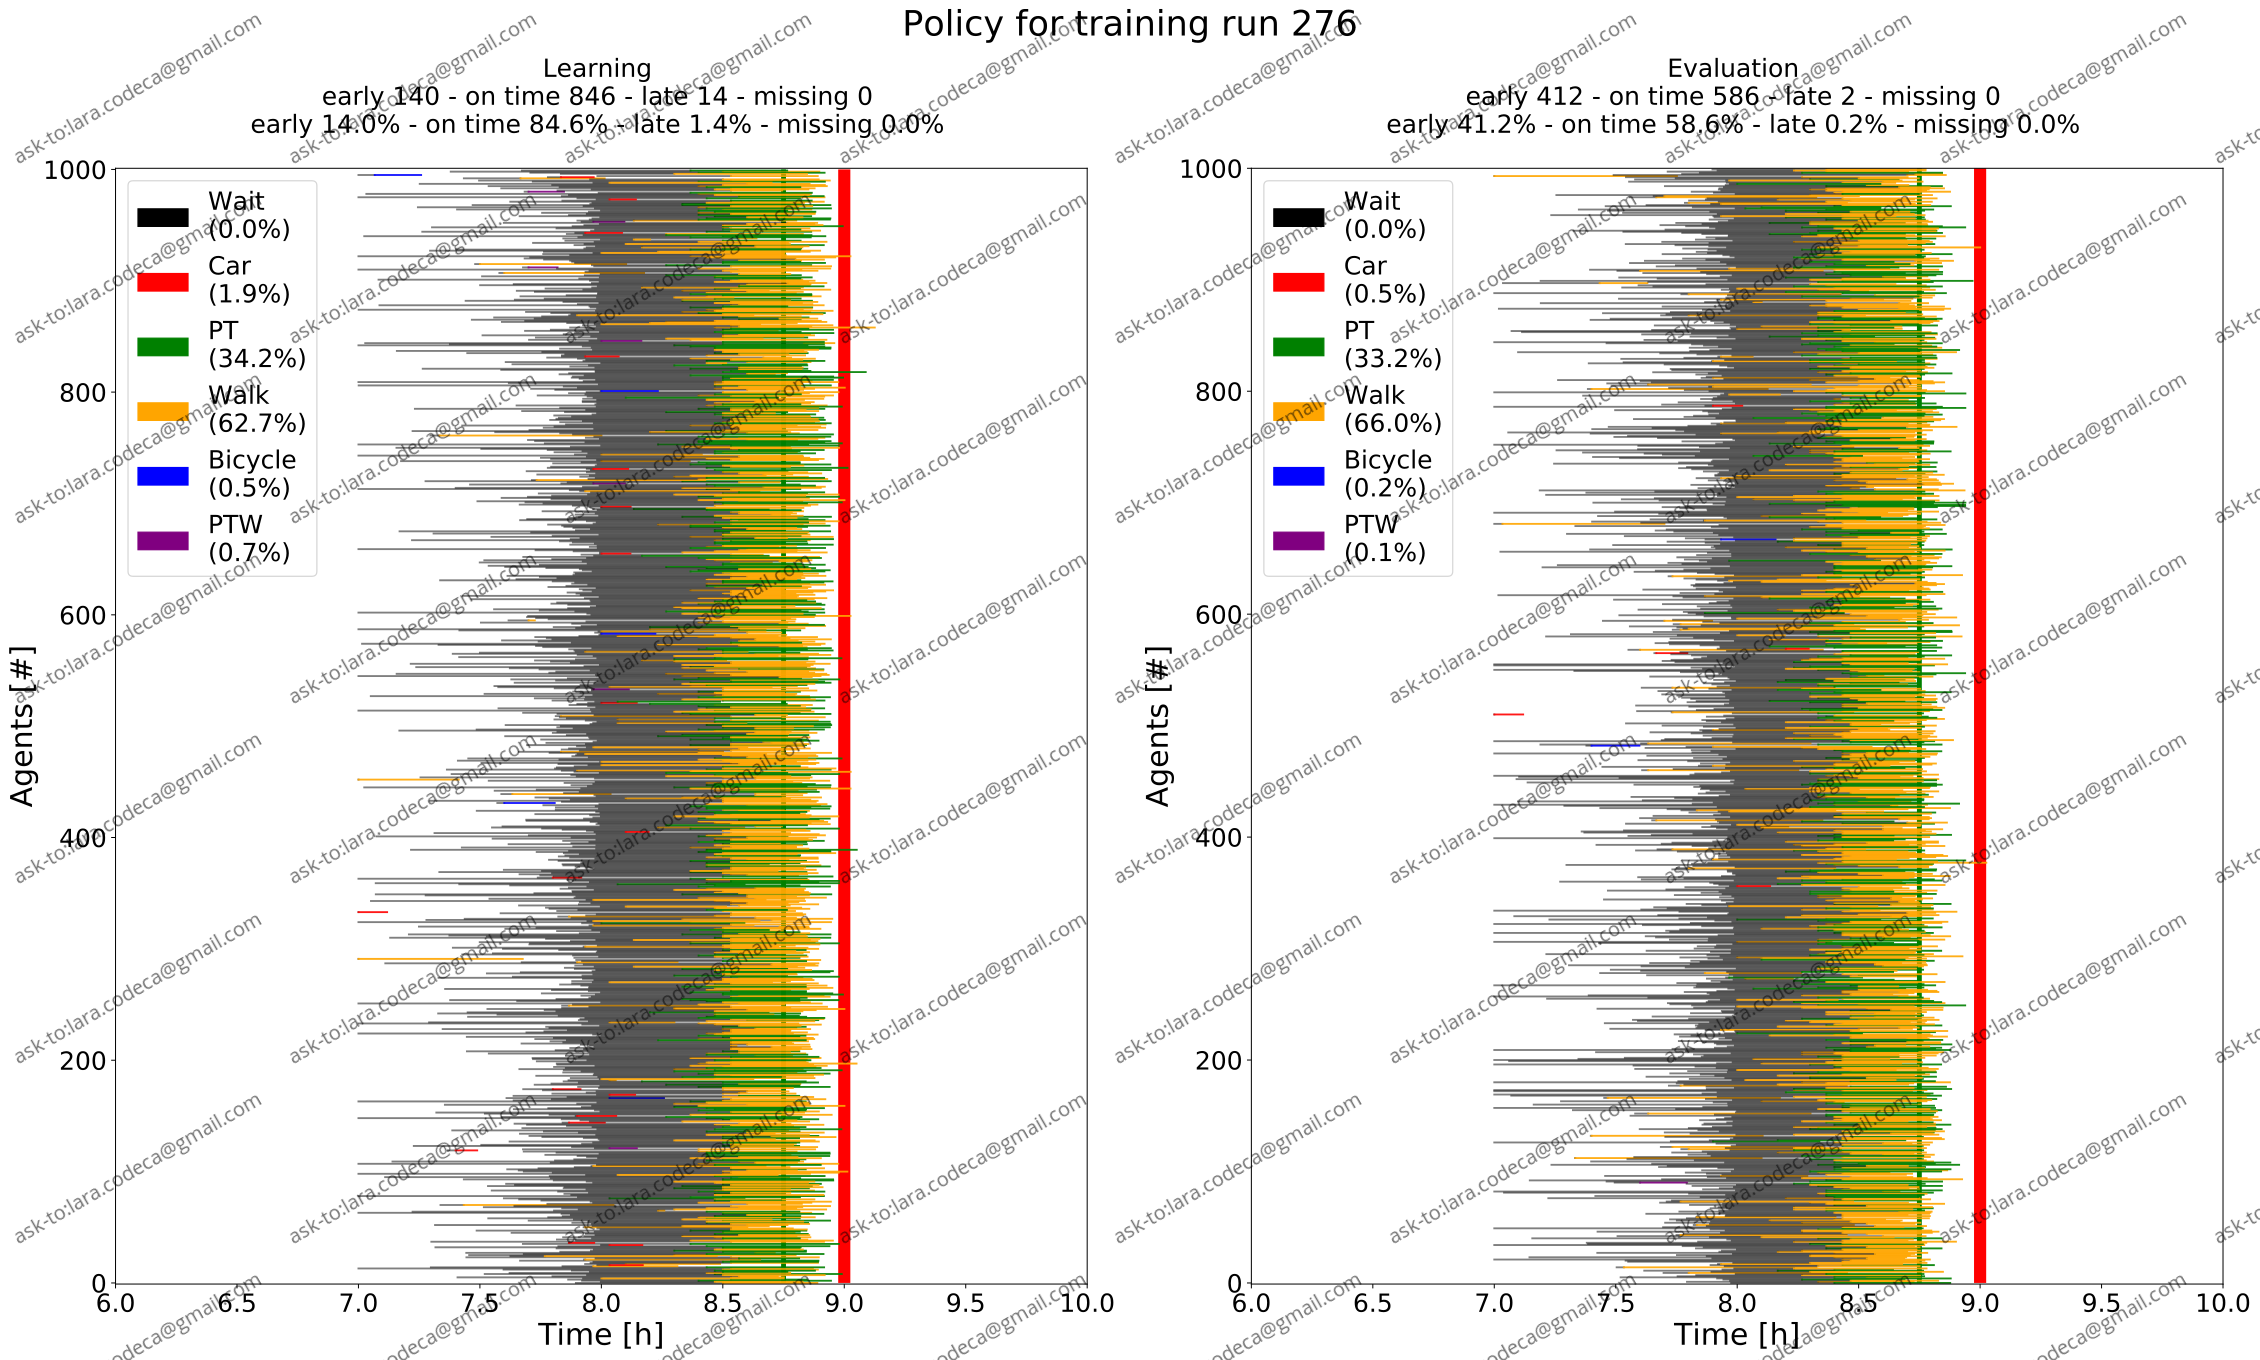 Policy for training run 276
Learning
early 140 - on time 846 - late 14 - missing 0
early 14.0% - on time 84.6% - late 1.4% - missing 0.0%
Agents [#]
1000
800
600
400
200
0
Wait
(0.0%)
Car
(1.9%)
PT
(34.2%)
Walk
(62.7%)
Bicycle
(0.5%)
PTW
(0.7%)
6.0 6.5 7.0 7.5 8.0 8.5 9.0 9.5 10.0
Time [h]
Evaluation
early 412 - on time 586 - late 2 - missing 0
early 41.2% - on time 58.6% - late 0.2% - missing 0.0%
Agents [#]
1000
800
600
400
200
0
Wait
(0.0%)
Car
(0.5%)
PT
(33.2%)
Walk
(66.0%)
Bicycle
(0.2%)
PTW
(0.1%)
6.0 6.5 7.0 7.5 8.0 8.5 9.0 9.5 10.0
Time [h]
ask-to:lara.codeca@gmail.com